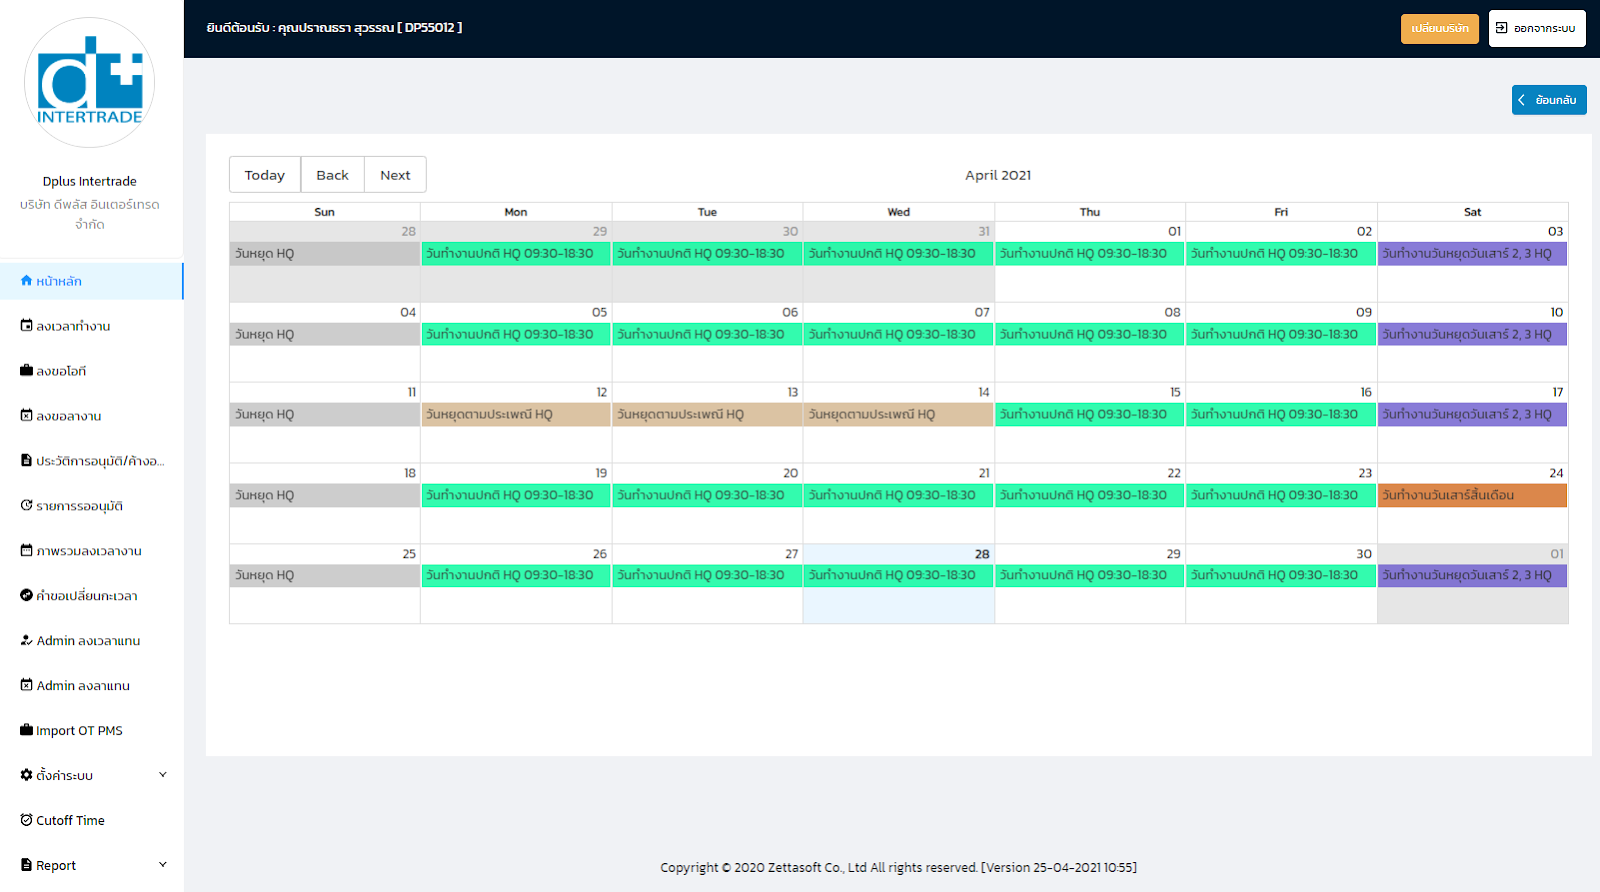 ยินดีต้อนรับ : คุณปราณธรา สุวรรณ [ DP55012 ]
เปลี่ยนบริษัท
ออกจากระบบ
d+
INTERTRADE
Dplus Intertrade
บริษัท ดีพลัส อินเตอร์เทรด
จำกัด
หน้าหลัก
ลงเวลาทำงาน
ลงขอโอที
ลงขอลางาน
ประวัติการอนุมัติ/ค้างอ...
รายการรออนุมัติ
ภาพรวมลงเวลางาน
คำขอเปลี่ยนกะเวลา
Admin ลงเวลาแทน
Admin ลงลาแทน
Import OT PMS
ตั้งค่าระบบ
Cutoff Time
Report
ย้อนกลับ
Today Back Next
April 2021
Sun Mon Tue Wed Thu Fri Sat
28 29 30 31 01 02 03
วันหยุด HQ วันทำงานปกติ HQ 09:30-18:30 วันทำงานปกติ HQ 09:30-18:30 วันทำงานปกติ HQ 09:30-18:30 วันทำงานปกติ HQ 09:30-18:30 วันทำงานปกติ HQ 09:30-18:30 วันทำงานวันหยุดวันเสาร์ 2, 3 HQ
04 05 06 07 08 09 10
วันหยุด HQ วันทำงานปกติ HQ 09:30-18:30 วันทำงานปกติ HQ 09:30-18:30 วันทำงานปกติ HQ 09:30-18:30 วันทำงานปกติ HQ 09:30-18:30 วันทำงานปกติ HQ 09:30-18:30 วันทำงานวันหยุดวันเสาร์ 2, 3 HQ
11 12 13 14 15 16 17
วันหยุด HQ วันหยุดตามประเพณี HQ วันหยุดตามประเพณี HQ วันหยุดตามประเพณี HQ วันทำงานปกติ HQ 09:30-18:30 วันทำงานปกติ HQ 09:30-18:30 วันทำงานวันหยุดวันเสาร์ 2, 3 HQ
18 19 20 21 22 23 24
วันหยุด HQ วันทำงานปกติ HQ 09:30-18:30 วันทำงานปกติ HQ 09:30-18:30 วันทำงานปกติ HQ 09:30-18:30 วันทำงานปกติ HQ 09:30-18:30 วันทำงานปกติ HQ 09:30-18:30 วันทำงานวันเสาร์สิ้นเดือน
25 26 27 28 29 30 01
วันหยุด HQ วันทำงานปกติ HQ 09:30-18:30 วันทำงานปกติ HQ 09:30-18:30 วันทำงานปกติ HQ 09:30-18:30 วันทำงานปกติ HQ 09:30-18:30 วันทำงานปกติ HQ 09:30-18:30 วันทำงานวันหยุดวันเสาร์ 2, 3 HQ
Copyright © 2020 Zettasoft Co., Ltd All rights reserved. [Version 25-04-2021 10:55]